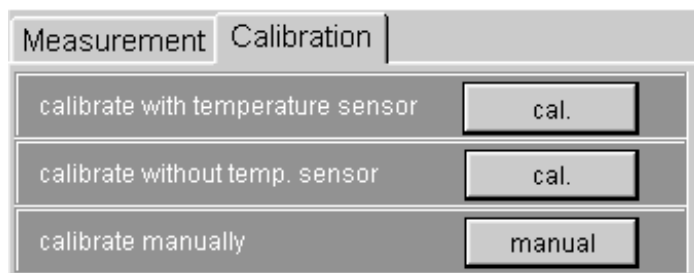 Measurement Calibration
calibrate with temperature sensor cal.
calibrate without temp. sensor cal.
calibrate manually manual